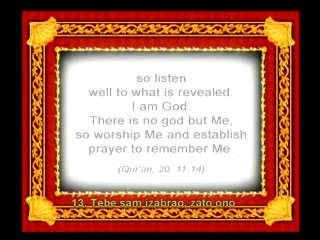 so listen
well to what is revealed.
I am God.
There is no god but Me,
so worship Me and establish
prayer to remember Me.
(Qur'an, 20: 11-14)
13. Tebe sam izabrao, zato ono